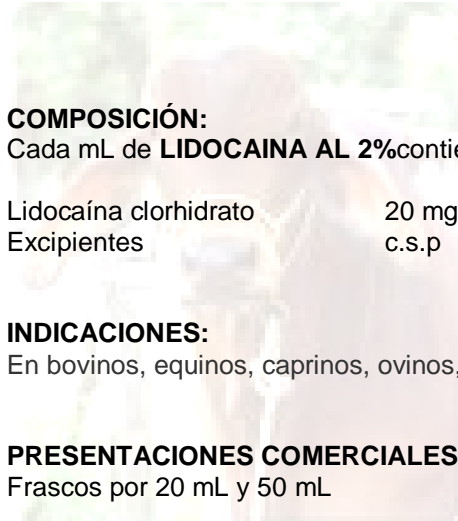 COMPOSICIÓN:
Cada mL de LIDOCAINA AL 2%
Lidocaína clorhidrato 20 mg
Excipientes c.s.p
INDICACIONES:
En bovinos, equinos, caprinos, ovinos,
PRESENTACIONES COMERCIALES
Frascos por 20 mL y 50 mL